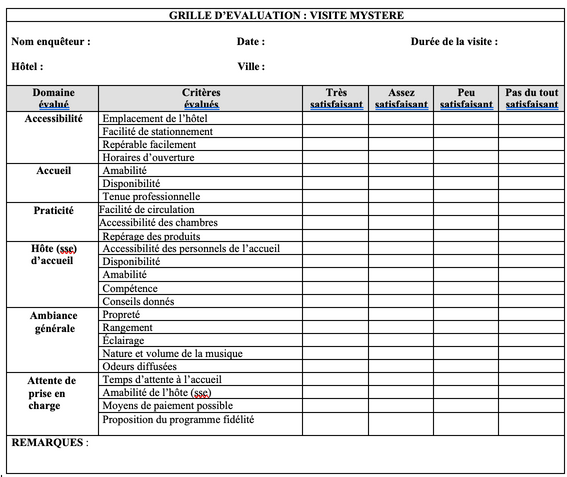 GRILLE D'EVALUATION : VISITE MYSTERE
Nom enquêteur : Date : Durée de la visite :
Hôtel : Ville :
Domaine évalué Critères évalués Très satisfaisant Assez satisfaisant Peu satisfaisant Pas du tout satisfaisant
Accessibilité Emplacement de l'hôtel
Facilité de stationnement
Repérable facilement
Horaires d'ouverture
Accueil Amabilité
Disponibilité
Tenue professionnelle
Praticité Facilité de circulation
Accessibilité des chambres
Repérage des produits
Hôte (sse) d'accueil Accessibilité des personnels de l'accueil
Disponibilité
Amabilité
Compétence
Conseils donnés
Ambiance générale Propreté
Rangement
Éclairage
Nature et volume de la musique
Odeurs diffusées
Attente de prise en charge Temps d'attente à l'accueil
Amabilité de l'hôte (sse)
Moyens de paiement possible
Proposition du programme fidélité
REMARQUES :